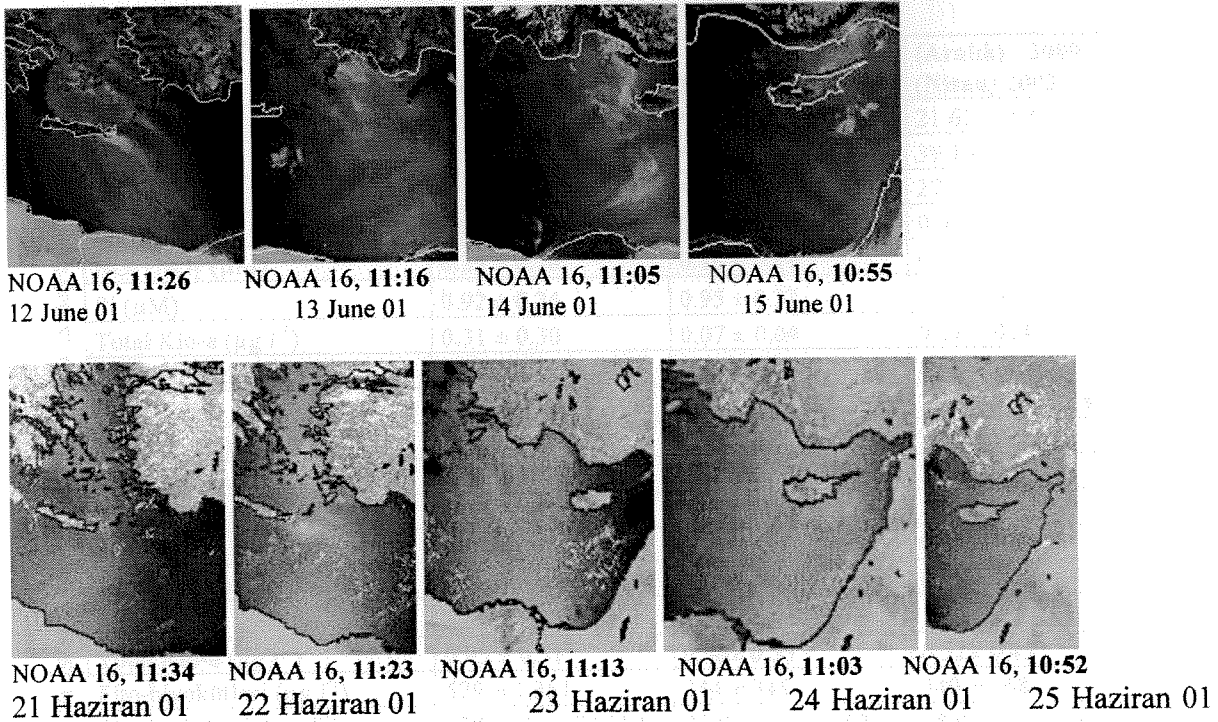 NOAA 16, 11:26 NOAA 16, 11:16 NOAA 16, 11:05 NOAA 16, 10:55
12 June 01 13 June 01 14 June 01 15 June 01
NOAA 16, 11:34 NOAA 16, 11:23 NOAA 16, 11:13 NOAA 16, 11:03 NOAA 16, 10:52
21 Haziran 01 22 Haziran 01 23 Haziran 01 24 Haziran 01 25 Haziran 01